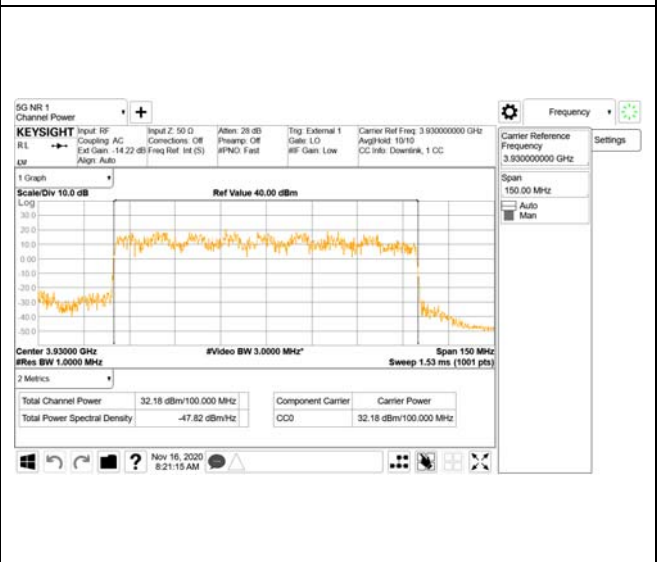 5G NR 1
Channel Power
Frequency
KEYSIGHT
RL
Input: RF
Coupling: AC
Ext Gain: -14.22 dB
Align: Auto
Input Z: 50 Ω
Corrections: Off
Freq Ref: Int (S)
Atten: 28 dB
Preamp: Off
#PNO: Fast
Trig: External 1
Gate: LO
#IF Gain: Low
Carrier Ref Freq: 3.930000000 GHz
Avg|Hold: 10/10
CC Info: Downlink, 1 CC
Carrier Reference
Frequency
3.930000000 GHz
Settings
Span
150.00 MHz
Auto
Man
1 Graph
Scale/Div 10.0 dB
Ref Value 40.00 dBm
Log
30.0
20.0
10.0
0.00
-10.0
-20.0
-30.0
-40.0
-50.0
Center 3.93000 GHz
#Video BW 3.0000 MHz*
Span 150 MHz
#Res BW 1.0000 MHz
Sweep 1.53 ms (1001 pts)
2 Metrics
Total Channel Power 32.18 dBm/100.000 MHz
Total Power Spectral Density -47.82 dBm/Hz
Component Carrier Carrier Power
CC0 32.18 dBm/100.000 MHz
?
Nov 16, 2020
8:21:15 AM